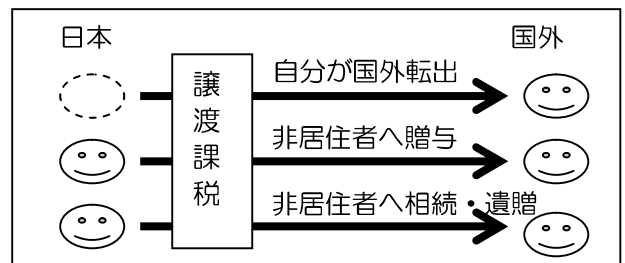 日本
国外
譲渡課税
自分が国外転出
非居住者へ贈与
非居住者へ相続・遺贈